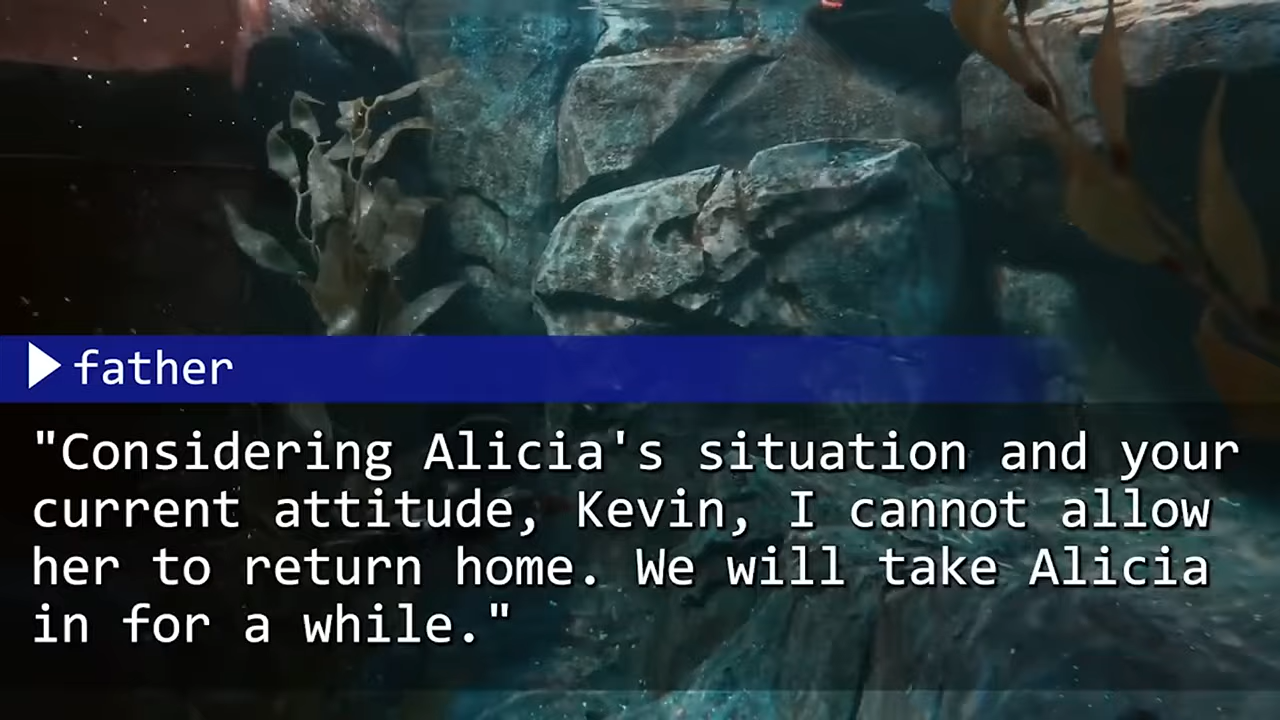 father
"Considering Alicia's situation and your
current attitude, Kevin, I cannot allow
her to return home. We will take Alicia
in for a while."